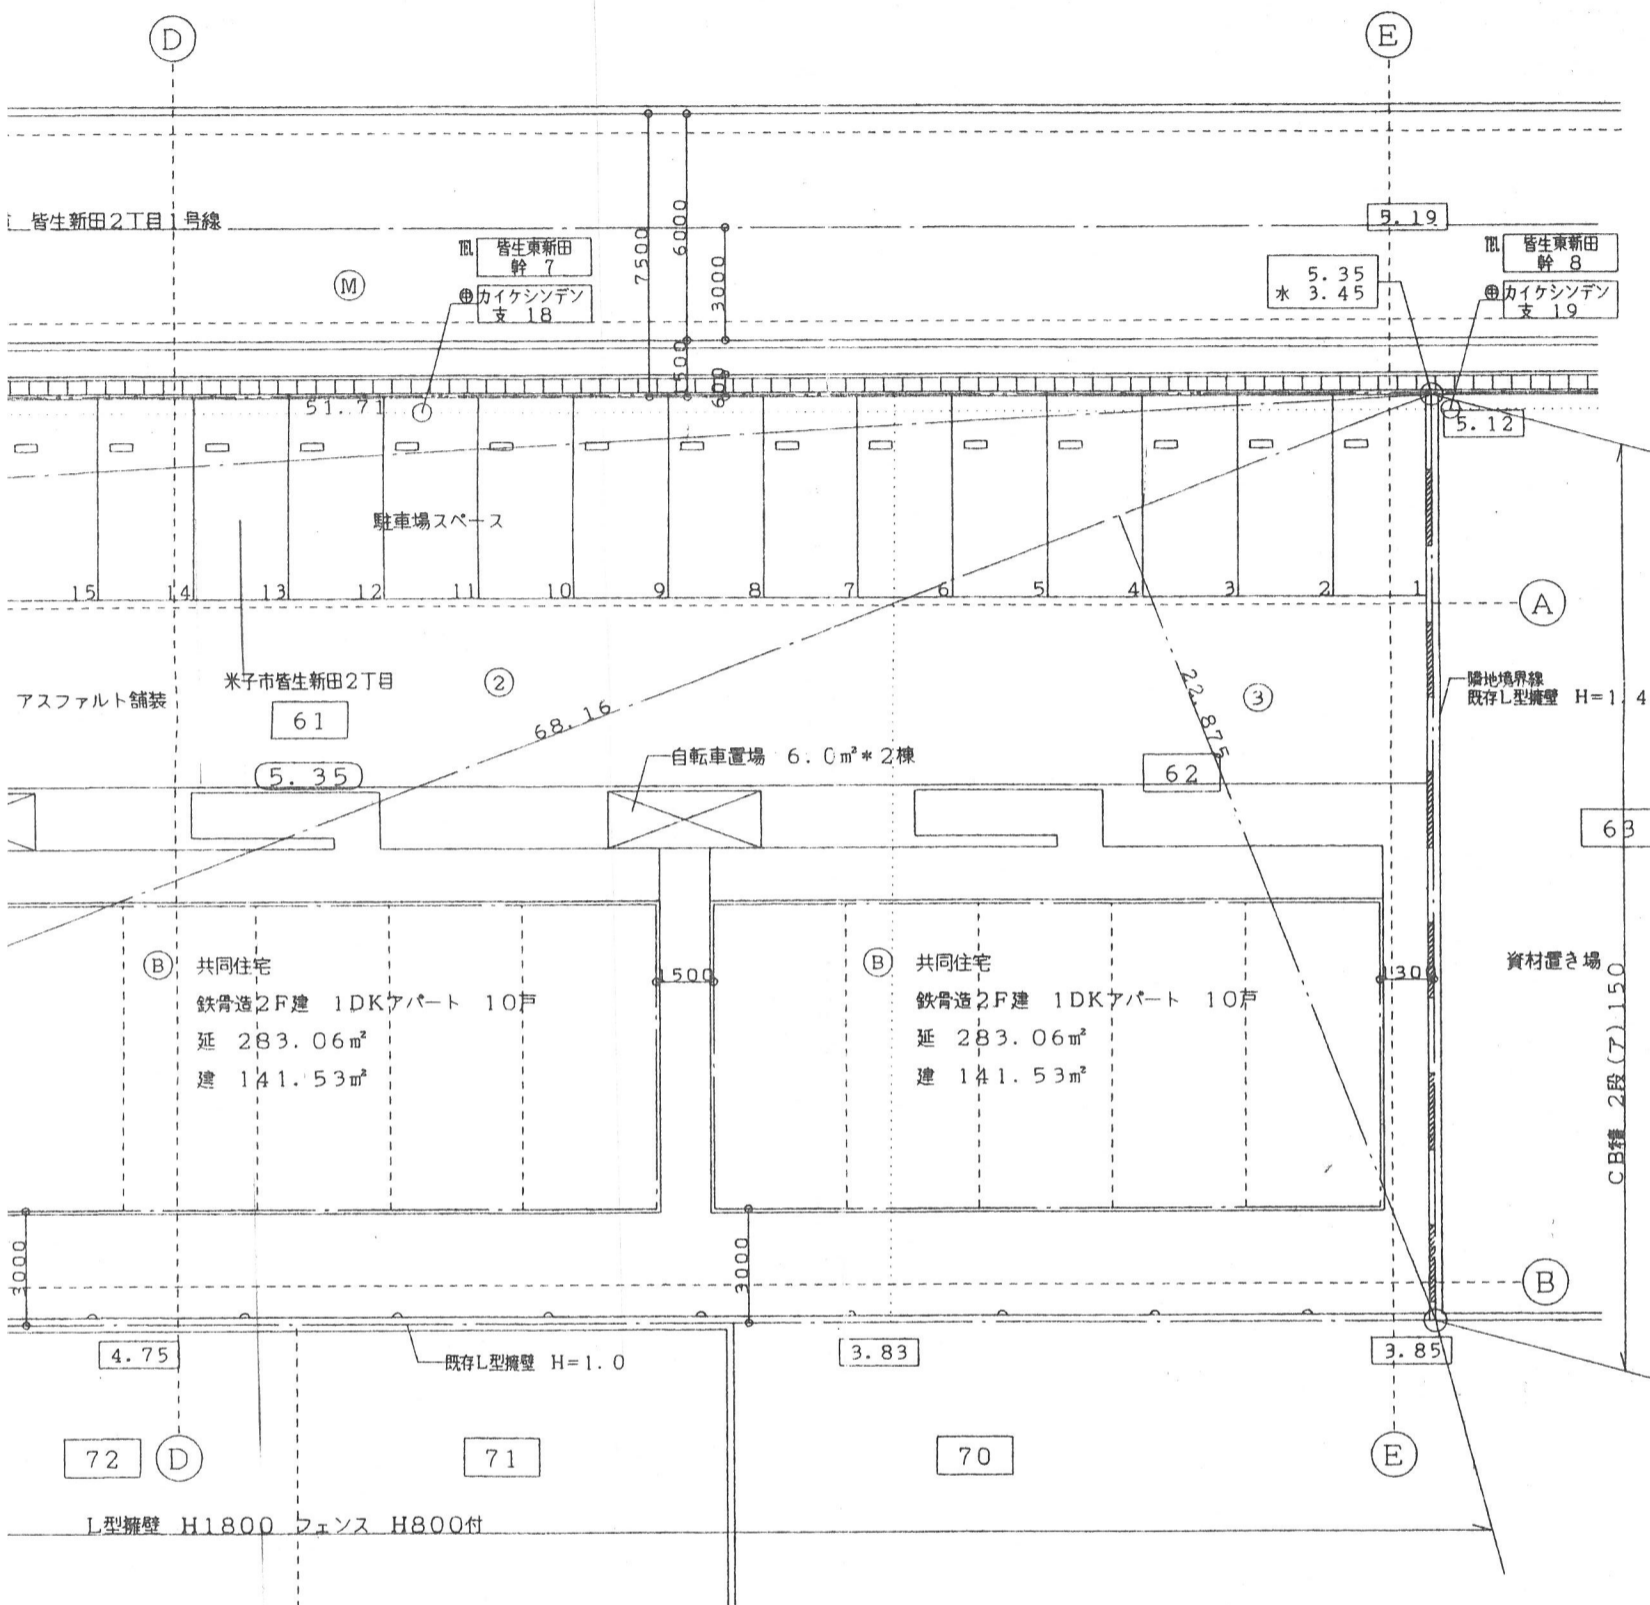 D
E
皆生新田2丁目1号線
5.19
皆生東新田
幹 7
カイケシンデン
支 18
M
7500
6000
3000
500
600
5.35
水 3.45
皆生東新田
幹 8
カイケシンデン
支 19
51.71
5.12
駐車場スペース
15 14 13 12 11 10 9 8 7 6 5 4 3 2 1
A
米子市皆生新田2丁目
アスファルト舗装
61
5.35
2
68.16
22.875
3
隣地境界線
既存L型擁壁 H=1.4
自転車置場 6.0㎡*2棟
62
63
B 共同住宅
鉄骨造2F建 1DKアパート 10戸
延 283.06㎡
建 141.53㎡
1500
B 共同住宅
鉄骨造2F建 1DKアパート 10戸
延 283.06㎡
建 141.53㎡
130
資材置き場
CB積 2段(ア)150
3000
3000
B
4.75
既存L型擁壁 H=1.0
3.83
3.85
72
D
71
70
E
L型擁壁 H1800 フェンス H800付